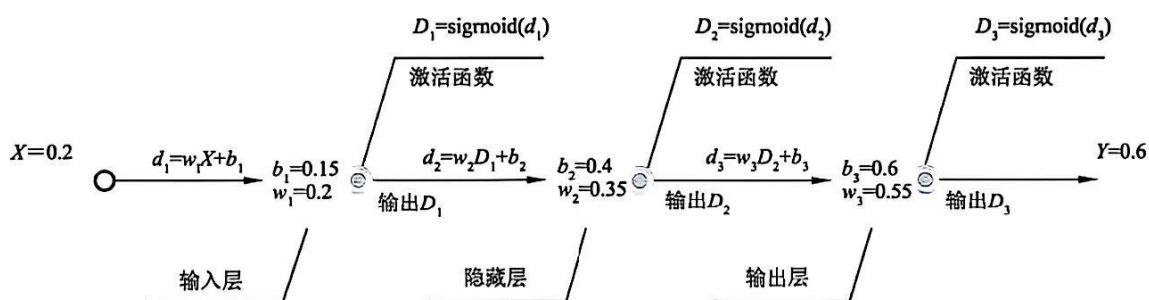 D₁=sigrnoid(d₁)
D₂=sigrnoid(d₂)
D₃=sigrnoid(d₃)
激活函数
激活函数
激活函数
X=0.2
d₁=w₁X+b₁
b₁=0.15
w₁=0.2
输出D₁
d₂=w₂D₁+b₂
b₂=0.4
w₂=0.35
输出D₂
d₃=w₃D₂+b₃
b₃=0.6
w₃=0.55
输出D₃
Y=0.6
输入层
隐藏层
输出层